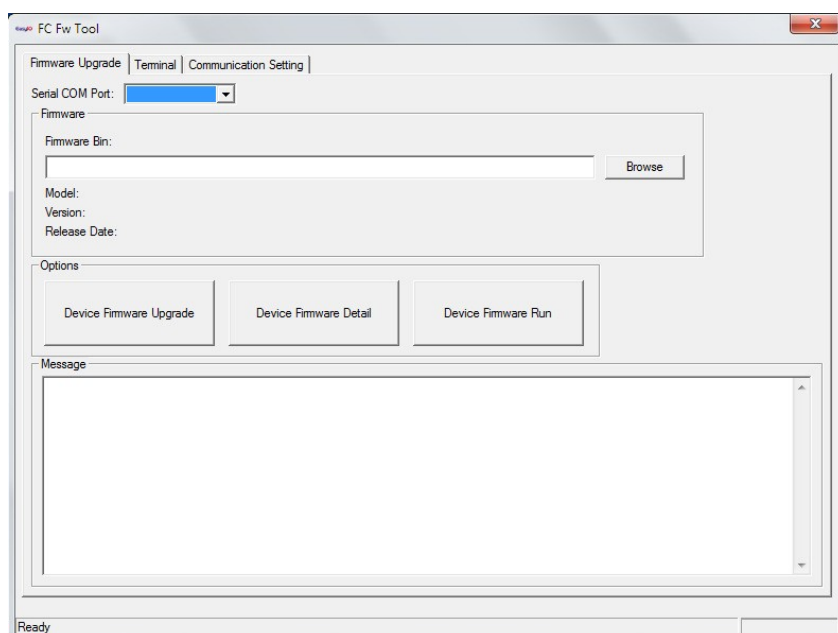 FC Fw Tool
Firmware Upgrade Terminal Communication Setting
Serial COM Port:
Firmware
Firmware Bin:
Browse
Model:
Version:
Release Date:
Options
Device Firmware Upgrade Device Firmware Detail Device Firmware Run
Message
Ready